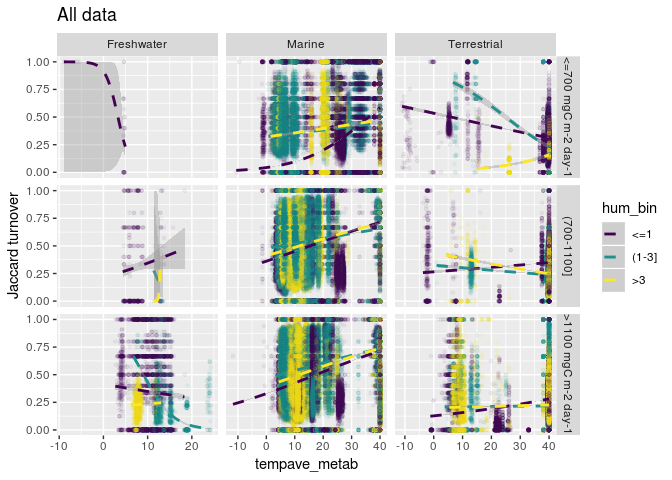 All data
Freshwater Marine Terrestrial
1.00
0.75
0.50
0.25
0.00
<=700 mgC m-2 day-1
1.00
0.75
0.50
0.25
0.00
(700-1100]
1.00
0.75
0.50
0.25
0.00
>1100 mgC m-2 day-1
Jaccard turnover
-10 0 10 20 -10 0 10 20 30 40 -10 0 10 20 30 40
tempave_metab
hum_bin
<=1
(1-3]
>3